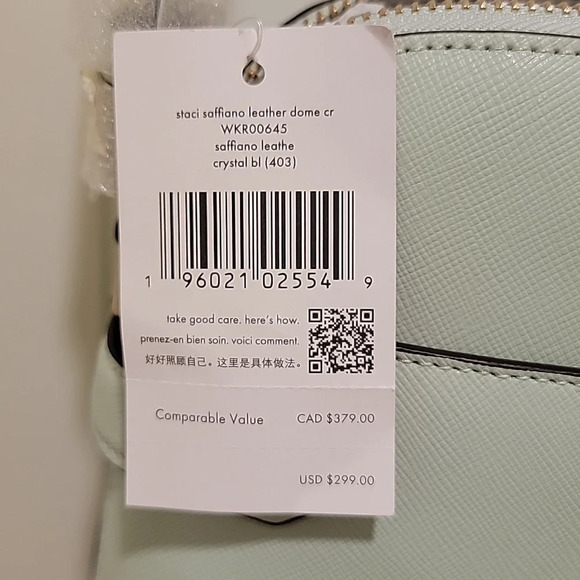 staci saffiano leather dome cr
WKR00645
saffiano leathe
crystal bl (403)
1 96021 02554 9
take good care. here's how.
prenez-en bien soin. voici comment.
好好照顾自己。这里是具体做法。
Comparable Value CAD $379.00
USD $299.00